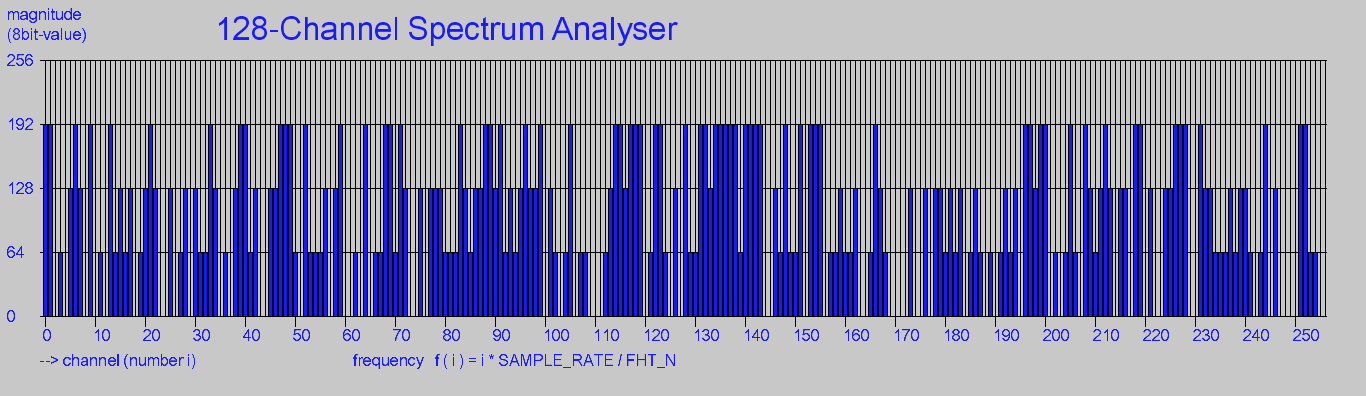 magnitude
(8bit-value)
128-Channel Spectrum Analyser
256
192
128
64
0
0 10 20 30 40 50 60 70 80 90 100 110 120 130 140 150 160 170 180 190 200 210 220 230 240 250
--> channel (number i)
frequency f ( i ) = i * SAMPLE_RATE / FHT_N